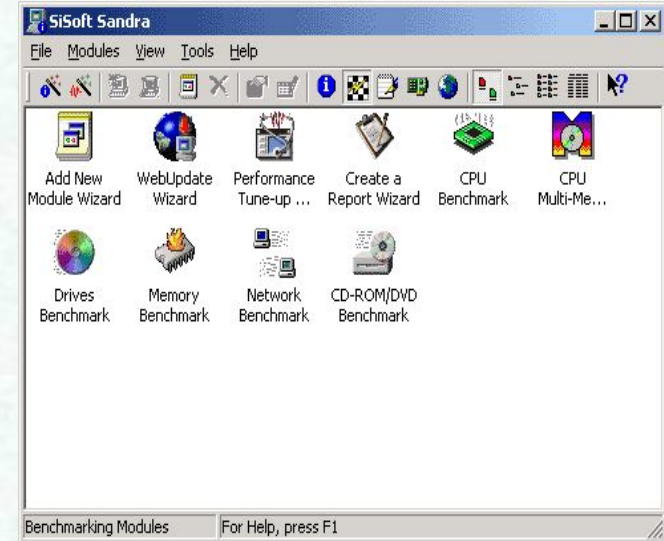 SiSoft Sandra
File Modules View Tools Help
Add New Module Wizard
WebUpdate Wizard
Performance Tune-up ...
Create a Report Wizard
CPU Benchmark
CPU Multi-Me...
Drives Benchmark
Memory Benchmark
Network Benchmark
CD-ROM/DVD Benchmark
Benchmarking Modules
For Help, press F1